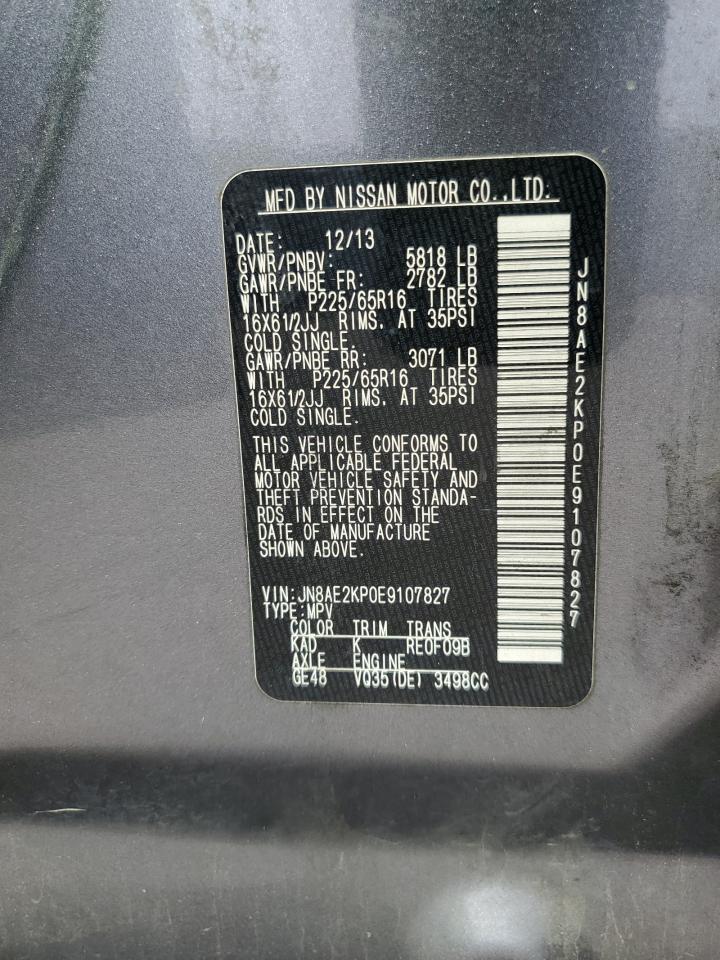 MFD BY NISSAN MOTOR CO.,LTD.
DATE: 12/13
GVWR/PNBV: 5818 LB
GAWR/PNBE FR: 2782 LB
WITH P225/65R16 TIRES
16X61/2JJ RIMS, AT 35PSI
COLD SINGLE.
GAWR/PNBE RR: 3071 LB
WITH P225/65R16 TIRES
16X61/2JJ RIMS, AT 35PSI
COLD SINGLE.
THIS VEHICLE CONFORMS TO
ALL APPLICABLE FEDERAL
MOTOR VEHICLE SAFETY AND
THEFT PREVENTION STANDA-
RDS IN EFFECT ON THE
DATE OF MANUFACTURE
SHOWN ABOVE.
VIN:JN8AE2KP0E9107827
TYPE:MPV
COLOR TRIM TRANS
KAD K RE0F09B
AXLE ENGINE
GE48 VQ35(DE) 3498CC
JN8AE2KP0E9107827